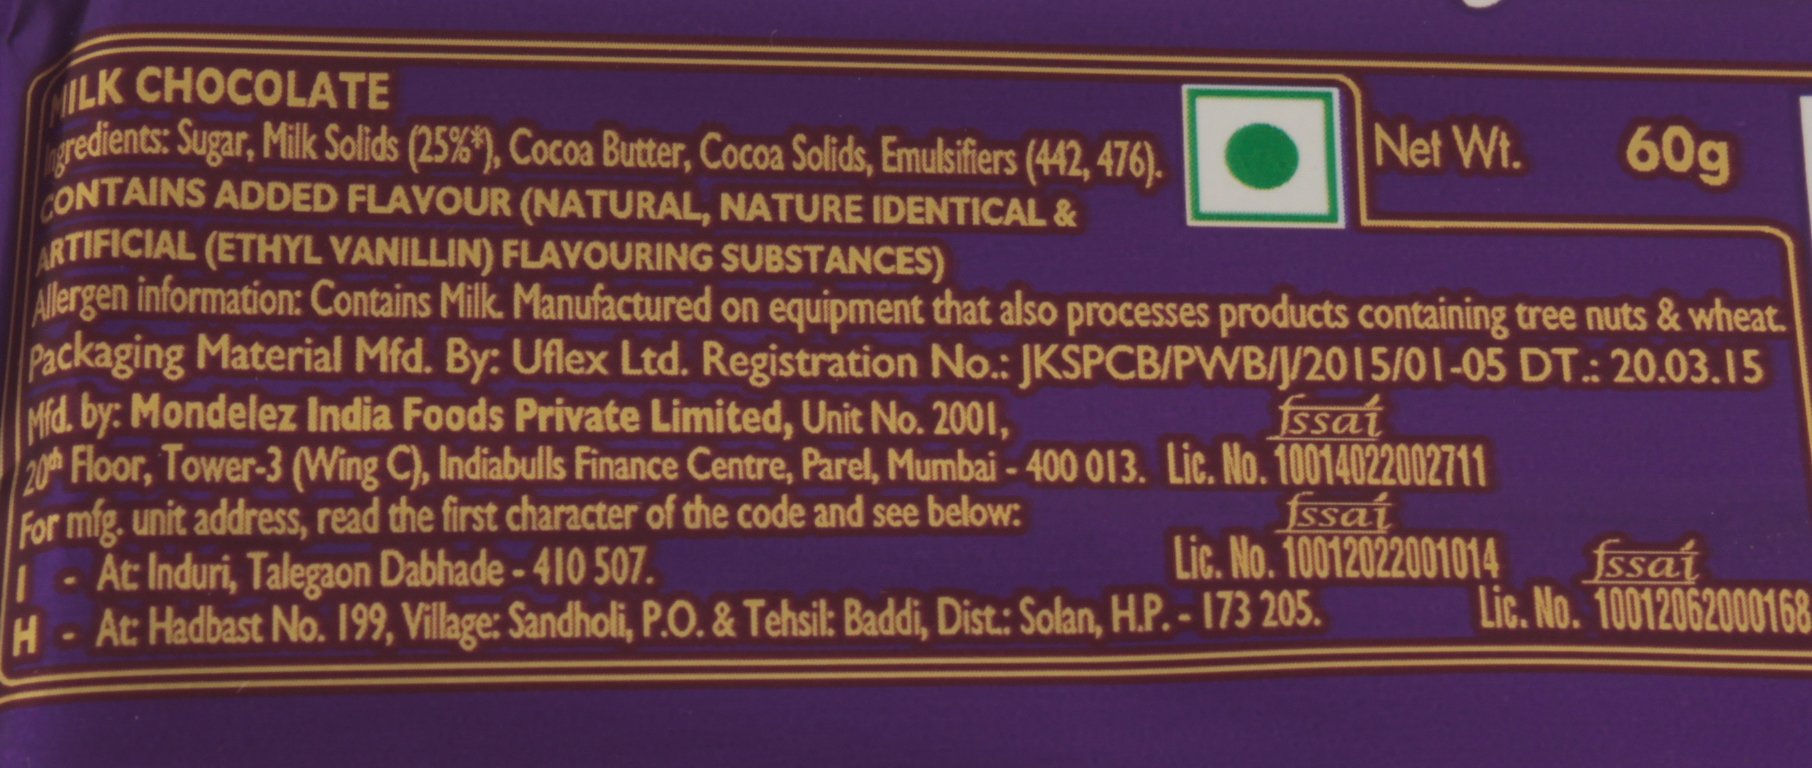 MILK CHOCOLATE
Ingredients: Sugar, Milk Solids (25%*), Cocoa Butter, Cocoa Solids, Emulsifiers (442, 476).
CONTAINS ADDED FLAVOUR (NATURAL, NATURE IDENTICAL &
ARTIFICIAL (ETHYL VANILLIN) FLAVOURING SUBSTANCES)
Net Wt. 60g
Allergen information: Contains Milk. Manufactured on equipment that also processes products containing tree nuts & wheat.
Packaging Material Mfd. By: Uflex Ltd. Registration No.: JKSPCB/PWB/J/2015/01-05 DT.: 20.03.15
Mfd. by: Mondelez India Foods Private Limited, Unit No. 2001,
fssai
20th Floor, Tower-3 (Wing C), Indiabulls Finance Centre, Parel, Mumbai - 400 013. Lic. No. 10014022002711
For mfg. unit address, read the first character of the code and see below:
fssai
I - At: Induri, Talegaon Dabhade - 410 507. Lic. No. 10012022001014
fssai
H - At: Hadbast No. 199, Village: Sandholi, P.O. & Tehsil: Baddi, Dist.: Solan, H.P. - 173 205. Lic. No. 10012062000168